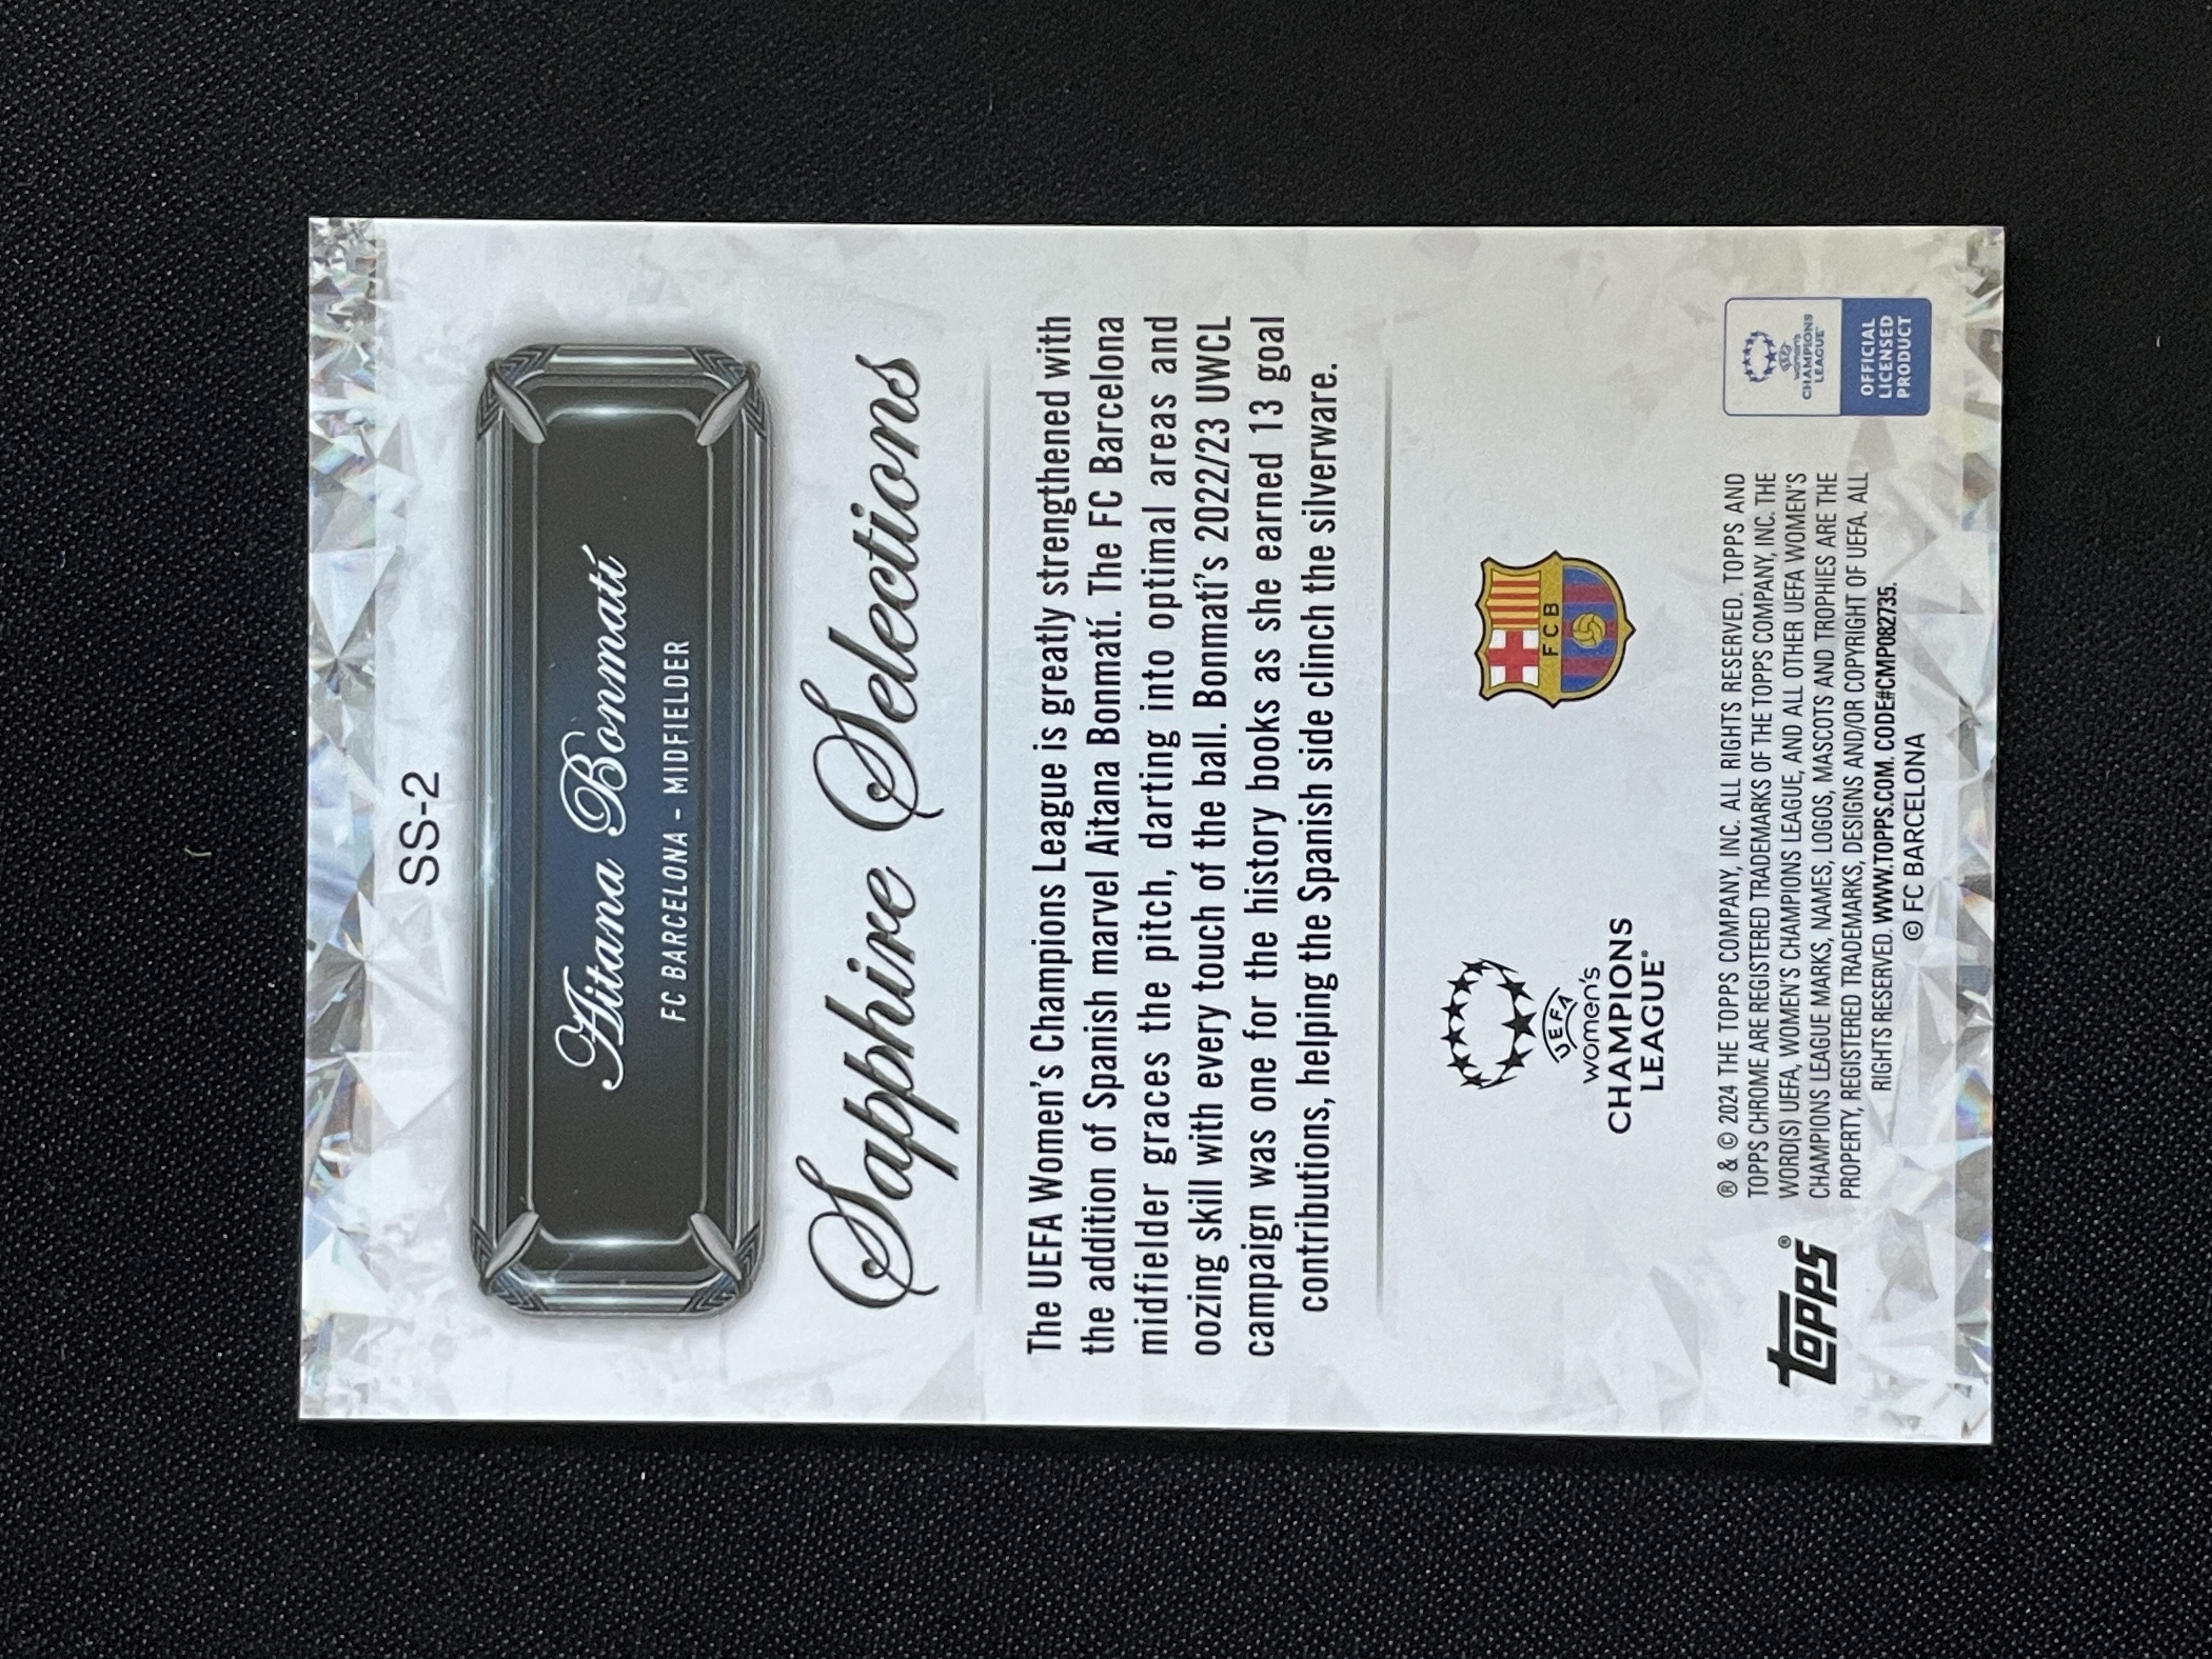 SS-2
Aitana Bonmatí
FC BARCELONA - MIDFIELDER
Sapphire Selections
The UEFA Women's Champions League is greatly strengthened with
the addition of Spanish marvel Aitana Bonmatí. The FC Barcelona
midfielder graces the pitch, darting into optimal areas and
oozing skill with every touch of the ball. Bonmatí's 2022/23 UWCL
campaign was one for the history books as she earned 13 goal
contributions, helping the Spanish side clinch the silverware.
UEFA
women's
CHAMPIONS
LEAGUE®
FCB
topps®
® & © 2024 THE TOPPS COMPANY, INC. ALL RIGHTS RESERVED. TOPPS AND
TOPPS CHROME ARE REGISTERED TRADEMARKS OF THE TOPPS COMPANY, INC. THE
WORD(S) UEFA, WOMEN'S CHAMPIONS LEAGUE, AND ALL OTHER UEFA WOMEN'S
CHAMPIONS LEAGUE MARKS, NAMES, LOGOS, MASCOTS AND TROPHIES ARE THE
PROPERTY, REGISTERED TRADEMARKS, DESIGNS AND/OR COPYRIGHT OF UEFA. ALL
RIGHTS RESERVED. WWW.TOPPS.COM. CODE#CMP082735.
© FC BARCELONA
UEFA
women's
CHAMPIONS
LEAGUE
OFFICIAL
LICENSED
PRODUCT